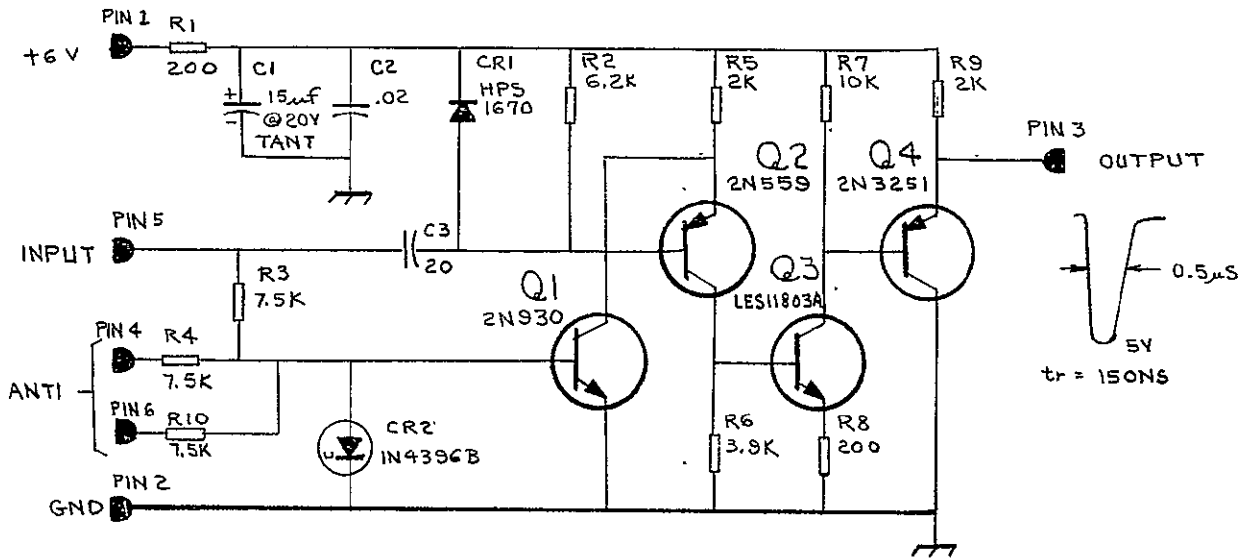 PIN 1
+6 V
R1
200
C1
+
15µf
@20V
-
TANT
C2
.02
CR1
HPS
1670
R2
6.2K
R5
2K
R7
10K
R9
2K
PIN 3
OUTPUT
Q2
2N559
Q4
2N3251
PIN 5
INPUT
C3
20
R3
7.5K
Q1
2N930
Q3
LES11803A
0.5µS
5V
tr = 150NS
PIN 4
R4
7.5K
ANTI
PIN 6
R10
7.5K
CR2
1N4396B
R6
3.9K
R8
200
PIN 2
GND